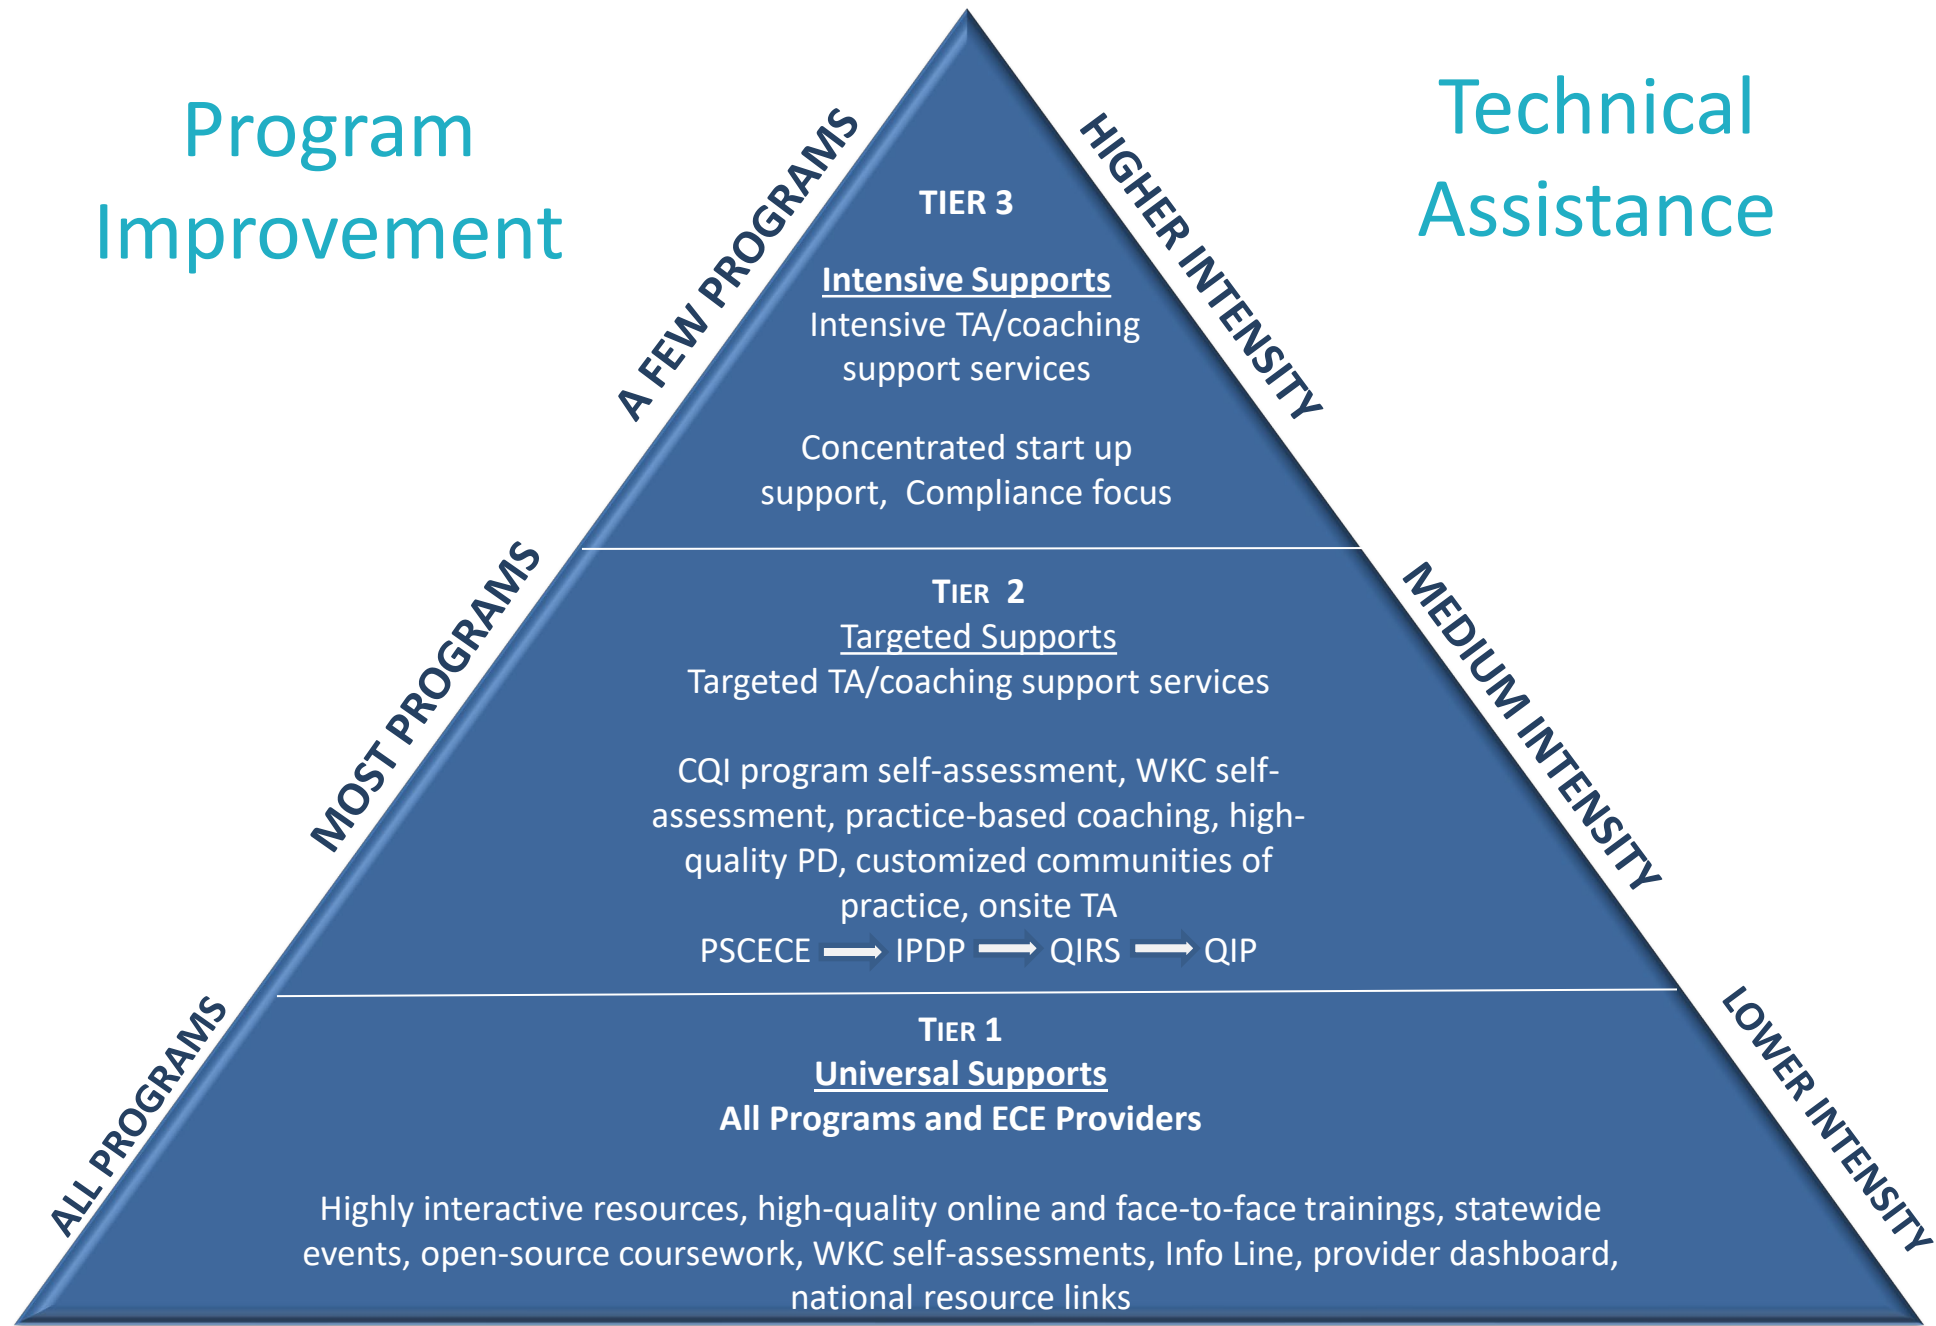 Program
Improvement
Technical
Assistance
A FEW PROGRAMS
HIGHER INTENSITY
TIER 3
Intensive Supports
Intensive TA/coaching
support services
Concentrated start up
support,  Compliance focus
MOST PROGRAMS
MEDIUM INTENSITY
TIER  2
Targeted Supports
Targeted TA/coaching support services
CQI program self-assessment, WKC self-
assessment, practice-based coaching, high-
quality PD, customized communities of
practice, onsite TA
PSCECE IPDP QIRS QIP
ALL PROGRAMS
LOWER INTENSITY
TIER 1
Universal Supports
All Programs and ECE Providers
Highly interactive resources, high-quality online and face-to-face trainings, statewide
events, open-source coursework, WKC self-assessments, Info Line, provider dashboard,
national resource links